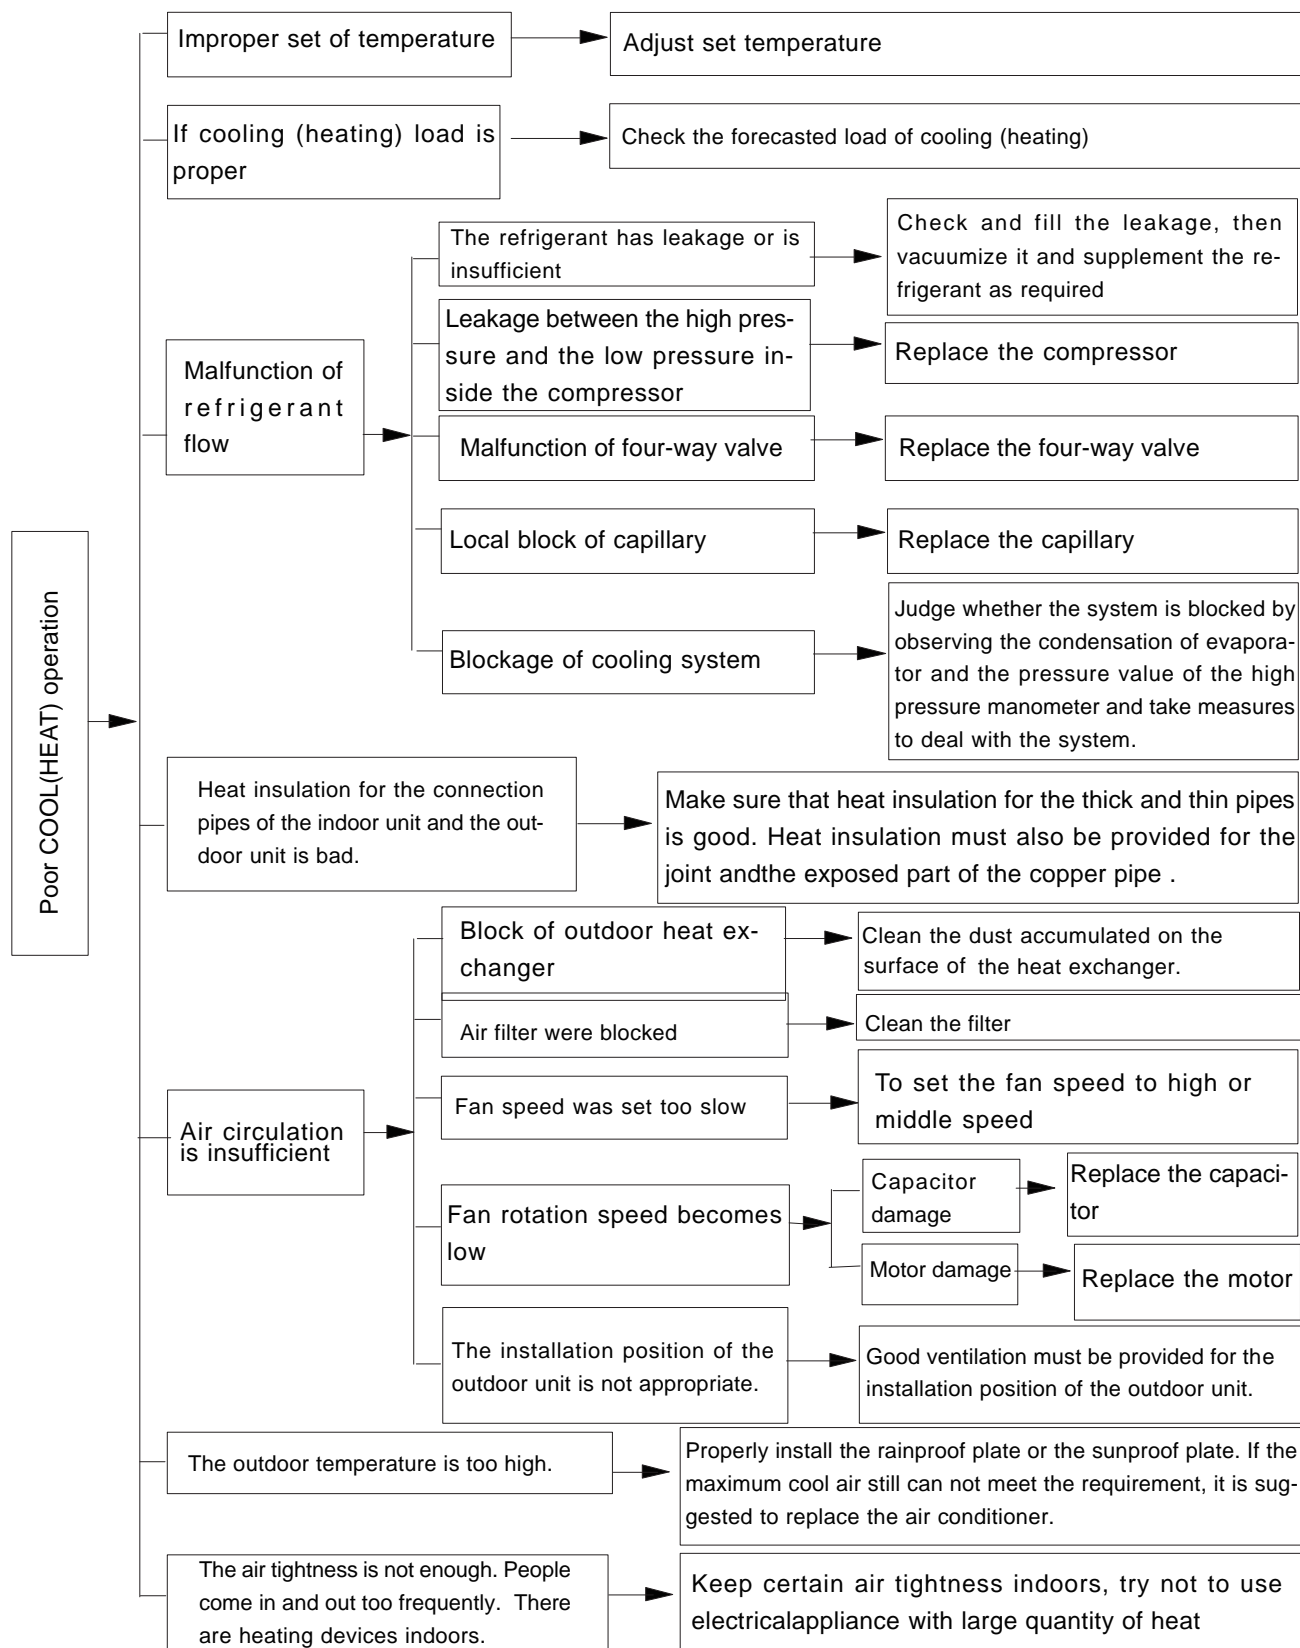 Poor COOL(HEAT) operation
Improper set of temperature
Adjust set temperature
If cooling (heating) load is
proper
Check the forecasted load of cooling (heating)
Malfunction of
refrigerant
flow
The refrigerant has leakage or is
insufficient
Check and fill the leakage, then
vacuumize it and supplement the re-
frigerant as required
Leakage between the high pres-
sure and the low pressure in-
side the compressor
Replace the compressor
Malfunction of four-way valve
Replace the four-way valve
Local block of capillary
Replace the capillary
Blockage of cooling system
Judge whether the system is blocked by
observing the condensation of evapora-
tor and the pressure value of the high
pressure manometer and take measures
to deal with the system.
Heat insulation for the connection
pipes of the indoor unit and the out-
door unit is bad.
Make sure that heat insulation for the thick and thin pipes
is good. Heat insulation must also be provided for the
joint andthe exposed part of the copper pipe .
Air circulation
is insufficient
Block of outdoor heat ex-
changer
Clean the dust accumulated on the
surface of the heat exchanger.
Air filter were blocked
Clean the filter
Fan speed was set too slow
To set the fan speed to high or
middle speed
Fan rotation speed becomes
low
Capacitor
damage
Replace the capaci-
tor
Motor damage
Replace the motor
The installation position of the
outdoor unit is not appropriate.
Good ventilation must be provided for the
installation position of the outdoor unit.
The outdoor temperature is too high.
Properly install the rainproof plate or the sunproof plate. If the
maximum cool air still can not meet the requirement, it is sug-
gested to replace the air conditioner.
The air tightness is not enough. People
come in and out too frequently. There
are heating devices indoors.
Keep certain air tightness indoors, try not to use
electricalappliance with large quantity of heat